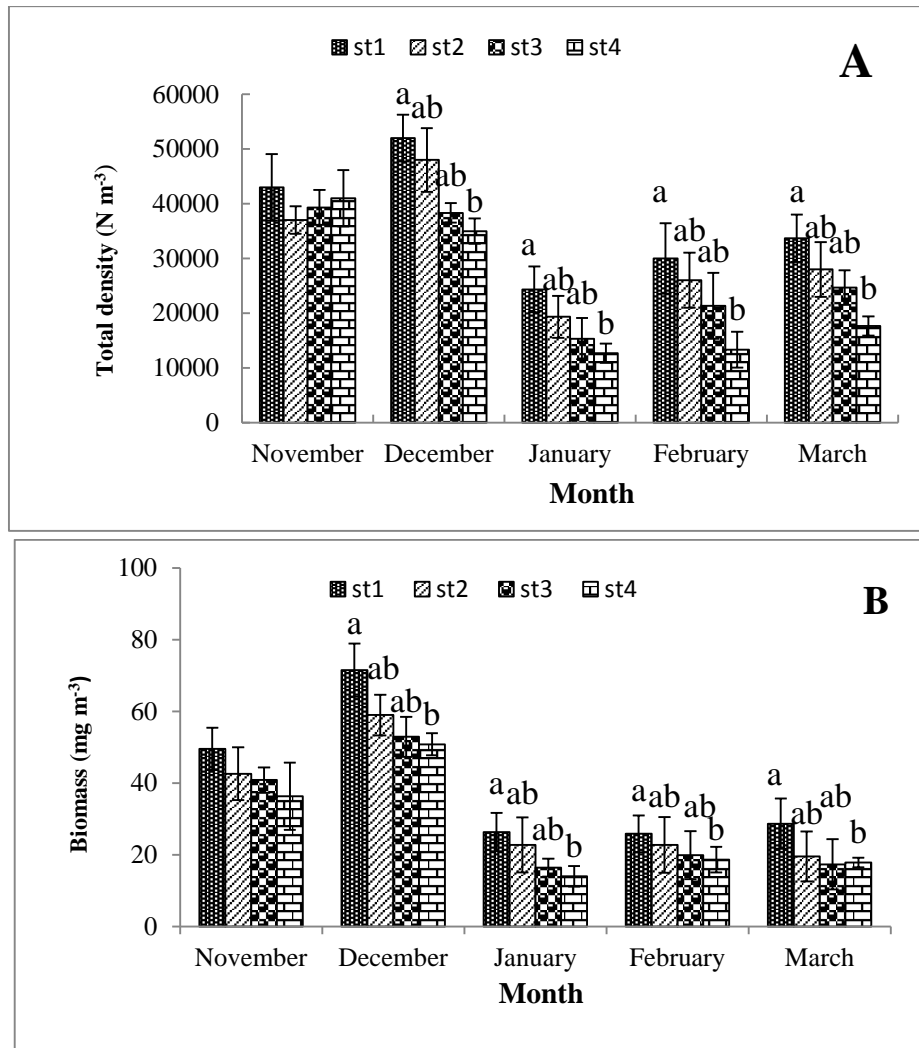 st1 st2 st3 st4
A
Total density (N m-3)
60000
50000
40000
30000
20000
10000
0
a ab ab b
a ab ab b
a ab ab b
a ab ab b
November December January February March
Month
B
st1 st2 st3 st4
Biomass (mg m-3)
100
80
60
40
20
0
a ab ab b
a ab ab b
a ab ab b
a ab ab b
November December January February March
Month